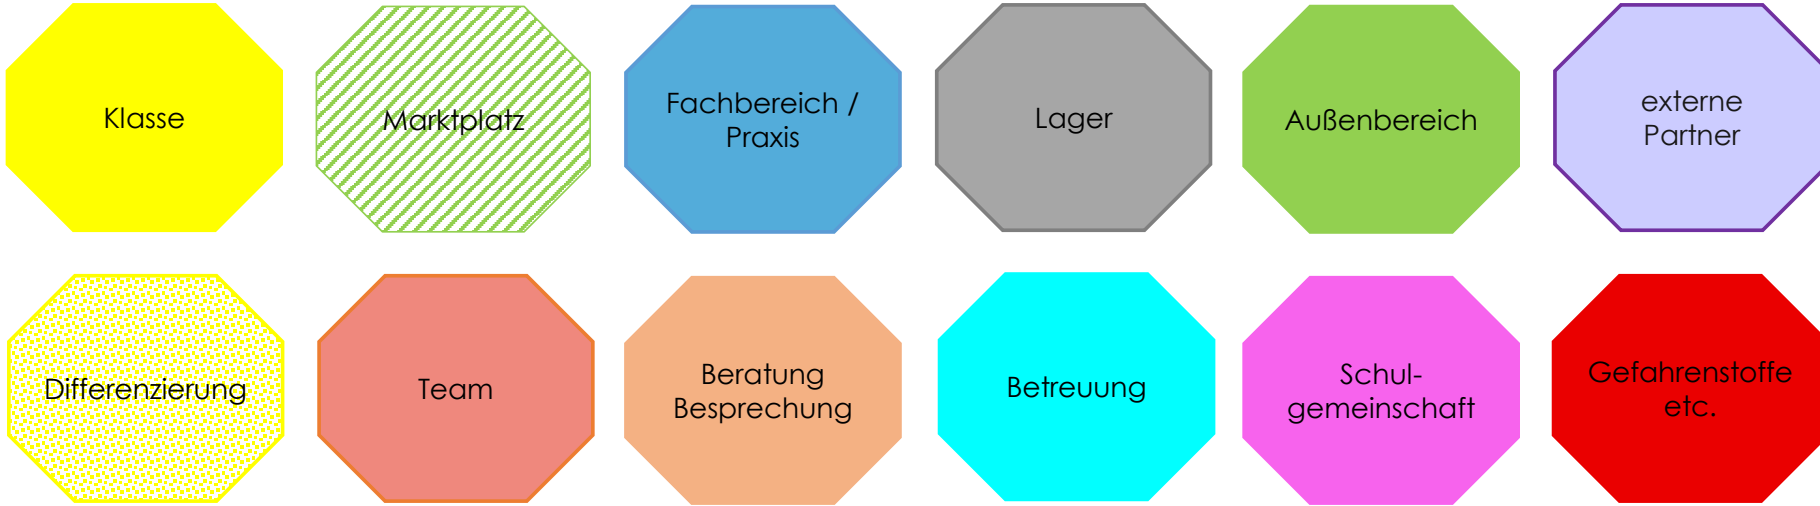 Klasse
Marktplatz
Fachbereich /
Praxis
Lager
Außenbereich
externe
Partner
Differenzierung
Team
Beratung
Besprechung
Betreuung
Schul-
gemeinschaft
Gefahrenstoffe
etc.